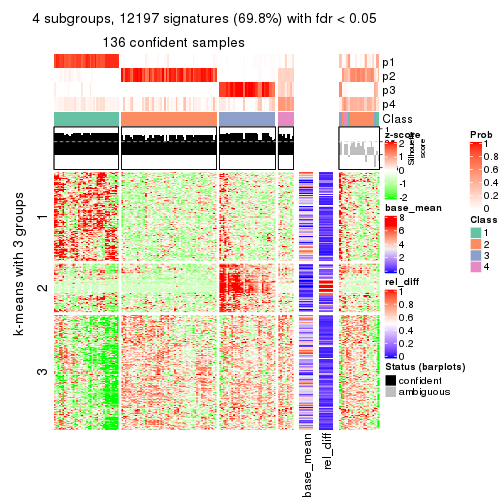 4 subgroups, 12197 signatures (69.8%) with fdr < 0.05
136 confident samples
p1
p2
p3
p4
Class
1
Silhouette
score
z-score
2
1
0
-1
-2
base_mean
8
6
4
2
0
rel_diff
1
0.8
0.6
0.4
0.2
0
Status (barplots)
confident
ambiguous
Prob
1
0.8
0.6
0.4
0.2
0
Class
1
2
3
4
k-means with 3 groups
1
2
3
base_mean
rel_diff